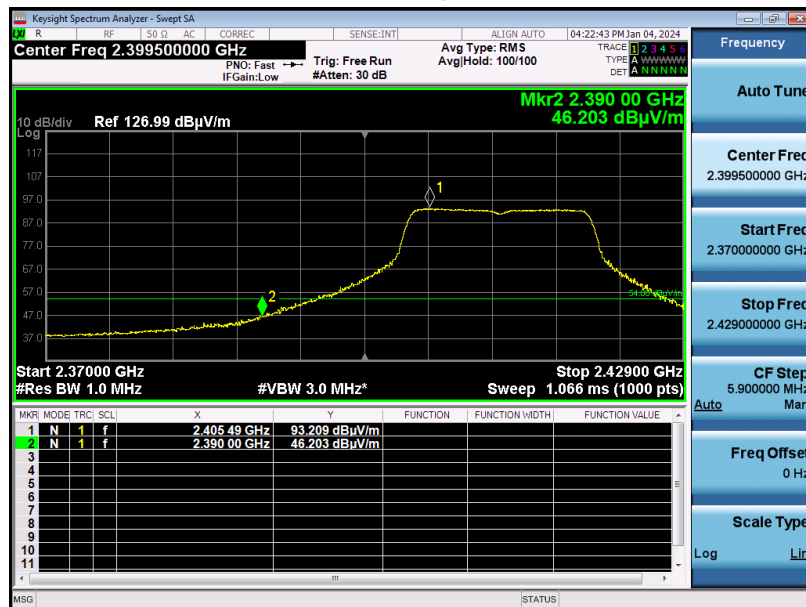 Keysight Spectrum Analyzer - Swept SA
LXI R RF 50 Ω AC CORREC SENSE:INT ALIGN AUTO 04:22:43 PM Jan 04, 2024
Center Freq 2.399500000 GHz
PNO: Fast
IFGain:Low
Trig: Free Run
#Atten: 30 dB
Avg Type: RMS
Avg|Hold: 100/100
TRACE 1 2 3 4 5 6
TYPE A WWWWW
DET A N N N N N
Mkr2 2.390 00 GHz
46.203 dBµV/m
10 dB/div Ref 126.99 dBµV/m
Log
117
107
97.0
87.0
77.0
67.0
57.0
47.0
37.0
1
2
Start 2.37000 GHz Stop 2.42900 GHz
#Res BW 1.0 MHz #VBW 3.0 MHz* Sweep 1.066 ms (1000 pts)
MKR MODE TRC SCL X Y FUNCTION FUNCTION WIDTH FUNCTION VALUE
1 N 1 f 2.405 49 GHz 93.209 dBµV/m
2 N 1 f 2.390 00 GHz 46.203 dBµV/m
3
4
5
6
7
8
9
10
11
MSG STATUS
Frequency
Auto Tune
Center Freq
2.399500000 GHz
Start Freq
2.370000000 GHz
Stop Freq
2.429000000 GHz
CF Step
5.900000 MHz
Auto Man
Freq Offset
0 Hz
Scale Type
Log Lin